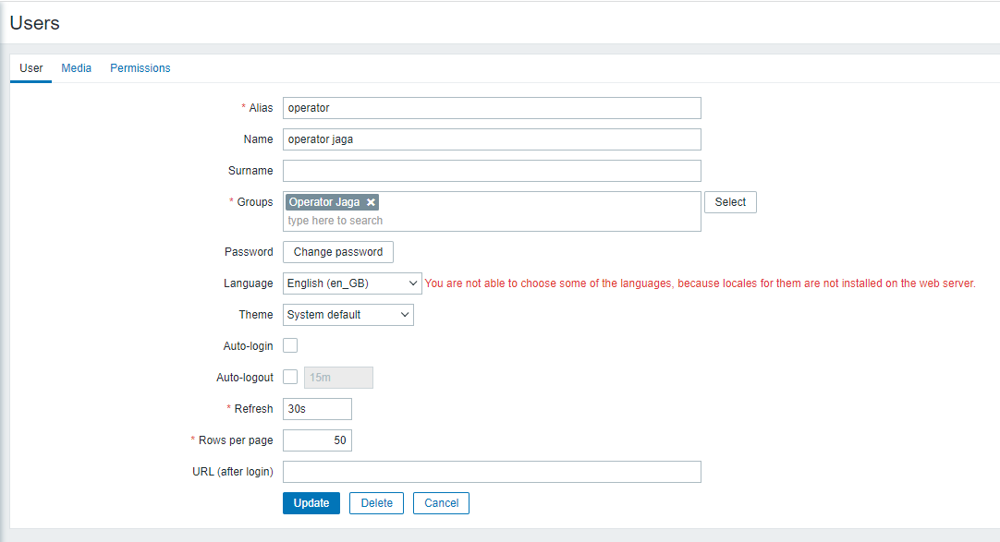 Users
User Media Permissions
* Alias operator
Name operator jaga
Surname
* Groups Operator Jaga Select
type here to search
Password Change password
Language English (en_GB) You are not able to choose some of the languages, because locales for them are not installed on the web server.
Theme System default
Auto-login
Auto-logout 15m
* Refresh 30s
* Rows per page 50
URL (after login)
Update Delete Cancel